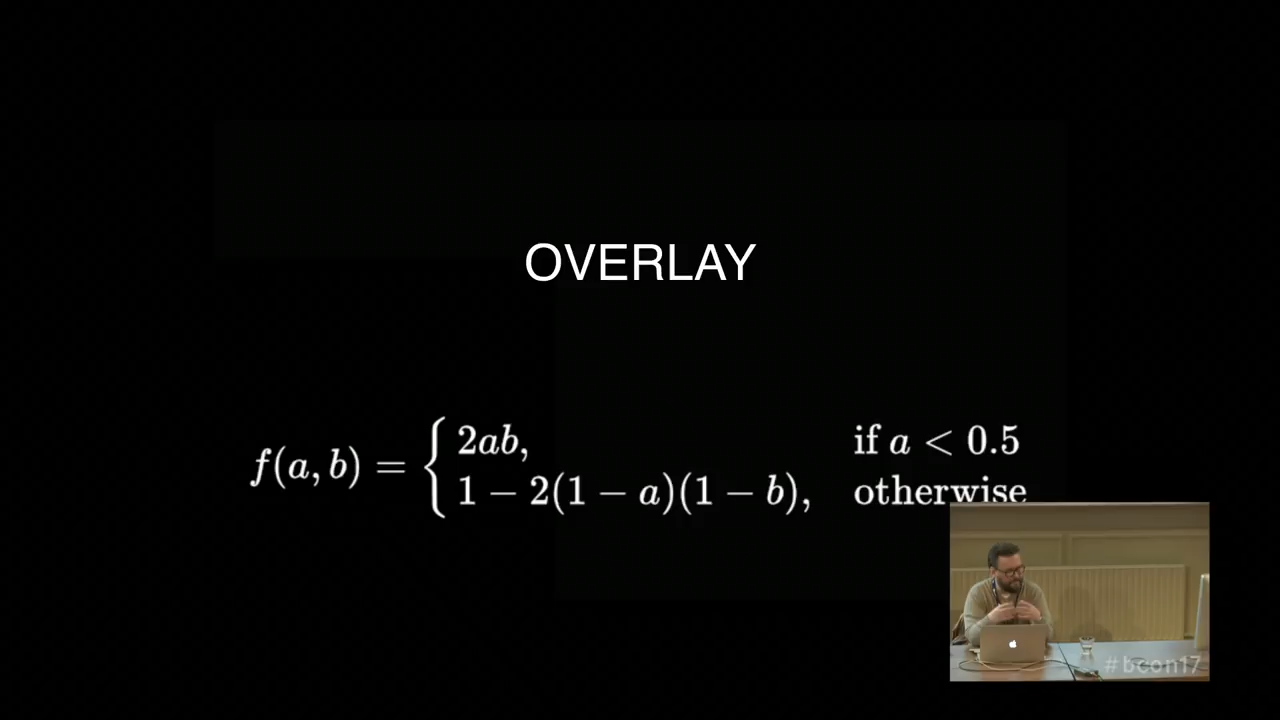 OVERLAY
f(a, b) = { 2ab, if a < 0.5
1 − 2(1 − a)(1 − b), otherwise
#bcon17